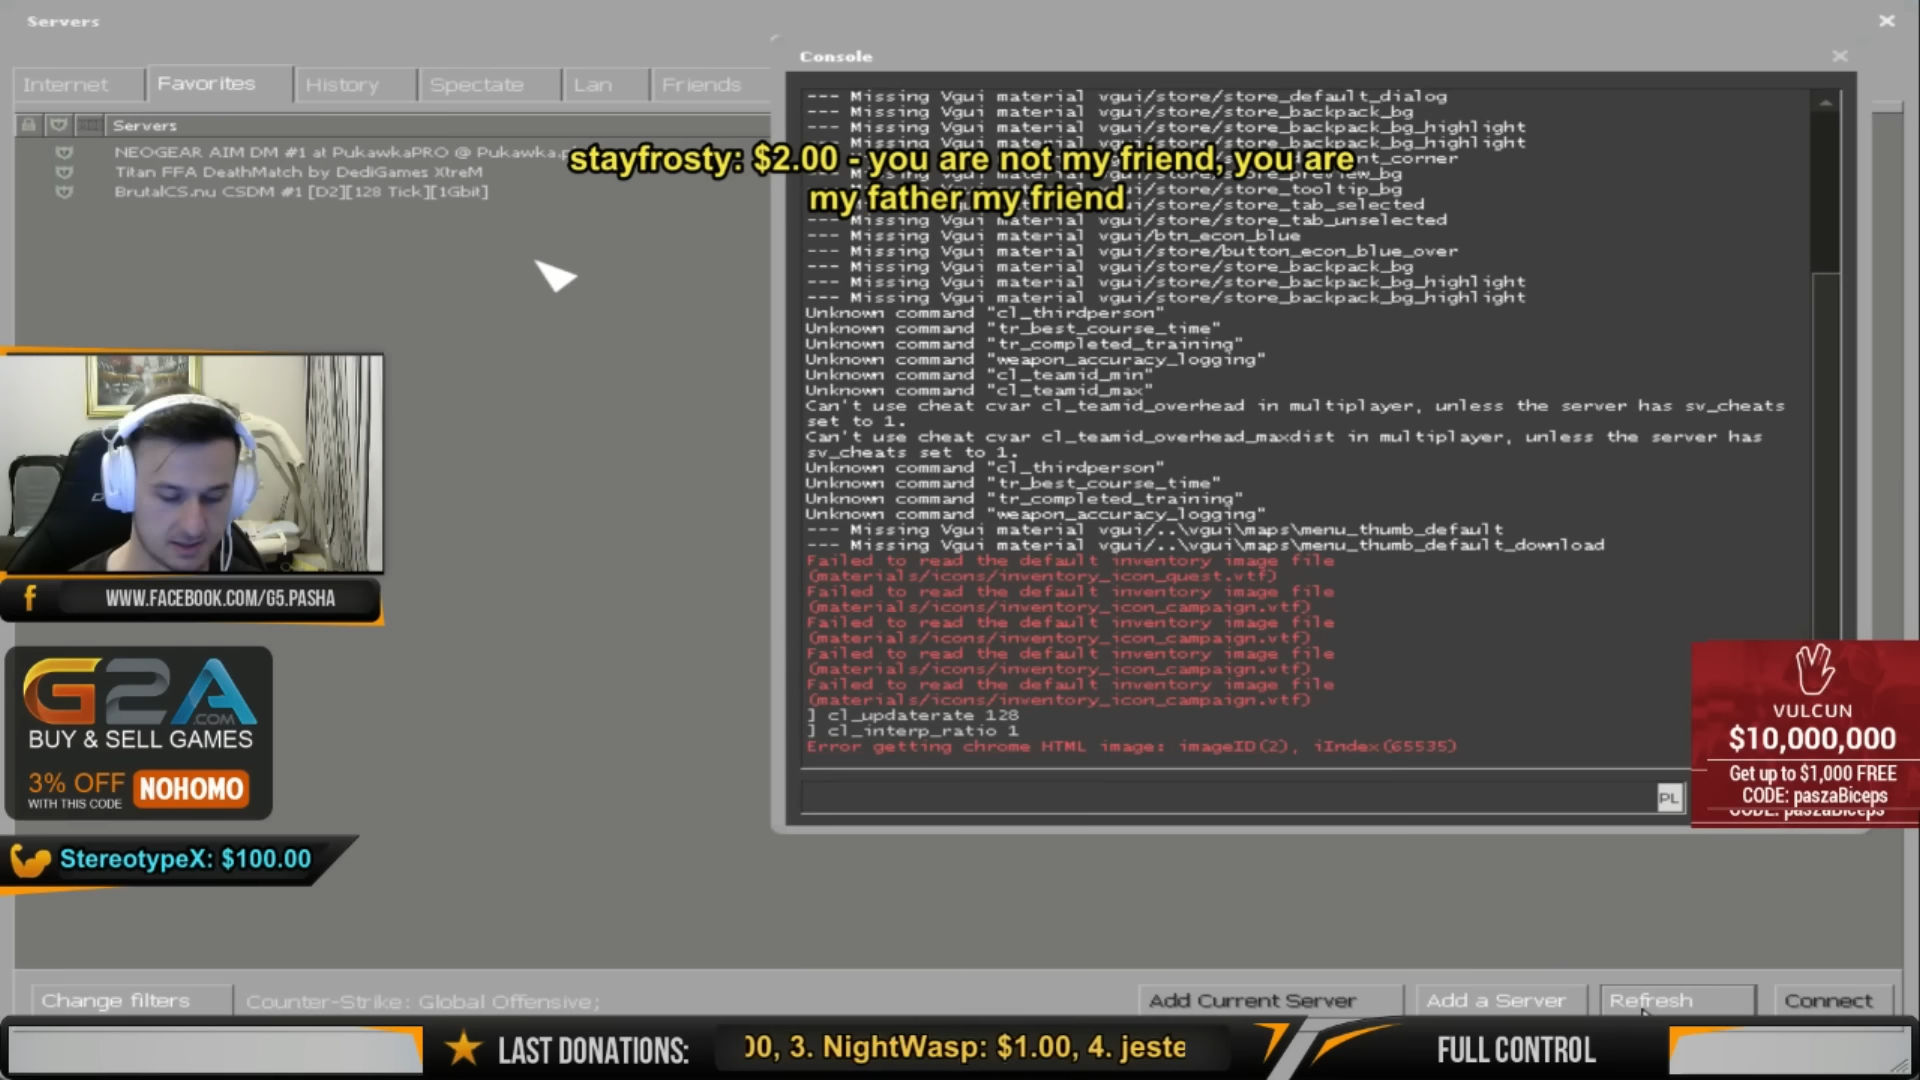 Servers
Internet
Favorites
History
Spectate
Lan
Friends
Servers
NEOGEAR AIM DM #1 at PukawkaPRO @ Pukawka.
Titan FFA DeathMatch by DediGames XtreM
BrutalCS.nu CSDM #1 [D2][128 Tick][1Gbit]
stayfrosty: $2.00 - you are not my friend, you are
my father my friend
Console
--- Missing Vgui material vgui/store/store_default_dialog
--- Missing Vgui material vgui/store/store_backpack_bg
--- Missing Vgui material vgui/store/store_backpack_bg_highlight
--- Missing Vgui material vgui/store/store_backpack_bg_highlight
corner
preview_bg
--- Missing Vgui material vgui/store/store_tooltip_bg
store/store_tab_selected
--- Missing Vgui material vgui/store/store_tab_unselected
--- Missing Vgui material vgui/btn_econ_blue
--- Missing Vgui material vgui/store/button_econ_blue_over
--- Missing Vgui material vgui/store/store_backpack_bg
--- Missing Vgui material vgui/store/store_backpack_bg_highlight
--- Missing Vgui material vgui/store/store_backpack_bg_highlight
Unknown command "cl_thirdperson"
Unknown command "tr_best_course_time"
Unknown command "tr_completed_training"
Unknown command "weapon_accuracy_logging"
Unknown command "cl_teamid_min"
Unknown command "cl_teamid_max"
Can't use cheat cvar cl_teamid_overhead in multiplayer, unless the server has sv_cheats
set to 1.
Can't use cheat cvar cl_teamid_overhead_maxdist in multiplayer, unless the server has
sv_cheats set to 1.
Unknown command "cl_thirdperson"
Unknown command "tr_best_course_time"
Unknown command "tr_completed_training"
Unknown command "weapon_accuracy_logging"
--- Missing Vgui material vgui/..\vgui\maps\menu_thumb_default
--- Missing Vgui material vgui/..\vgui\maps\menu_thumb_default_download
Failed to read the default inventory image file
(materials/icons/inventory_icon_quest.vtf)
Failed to read the default inventory image file
(materials/icons/inventory_icon_campaign.vtf)
Failed to read the default inventory image file
(materials/icons/inventory_icon_campaign.vtf)
Failed to read the default inventory image file
(materials/icons/inventory_icon_campaign.vtf)
Failed to read the default inventory image file
(materials/icons/inventory_icon_campaign.vtf)
] cl_updaterate 128
] cl_interp_ratio 1
Error getting chrome HTML image: imageID(2), iIndex(65535)
PL
f WWW.FACEBOOK.COM/G5.PASHA
G2A
.COM
BUY & SELL GAMES
3% OFF
WITH THIS CODE
NOHOMO
StereotypeX: $100.00
VULCUN
$10,000,000
Get up to $1,000 FREE
CODE: paszaBiceps
CODE: paszaBiceps
Change filters
Counter-Strike: Global Offensive;
Add Current Server
Add a Server
Refresh
Connect
LAST DONATIONS:
00, 3. NightWasp: $1.00, 4. jeste
FULL CONTROL